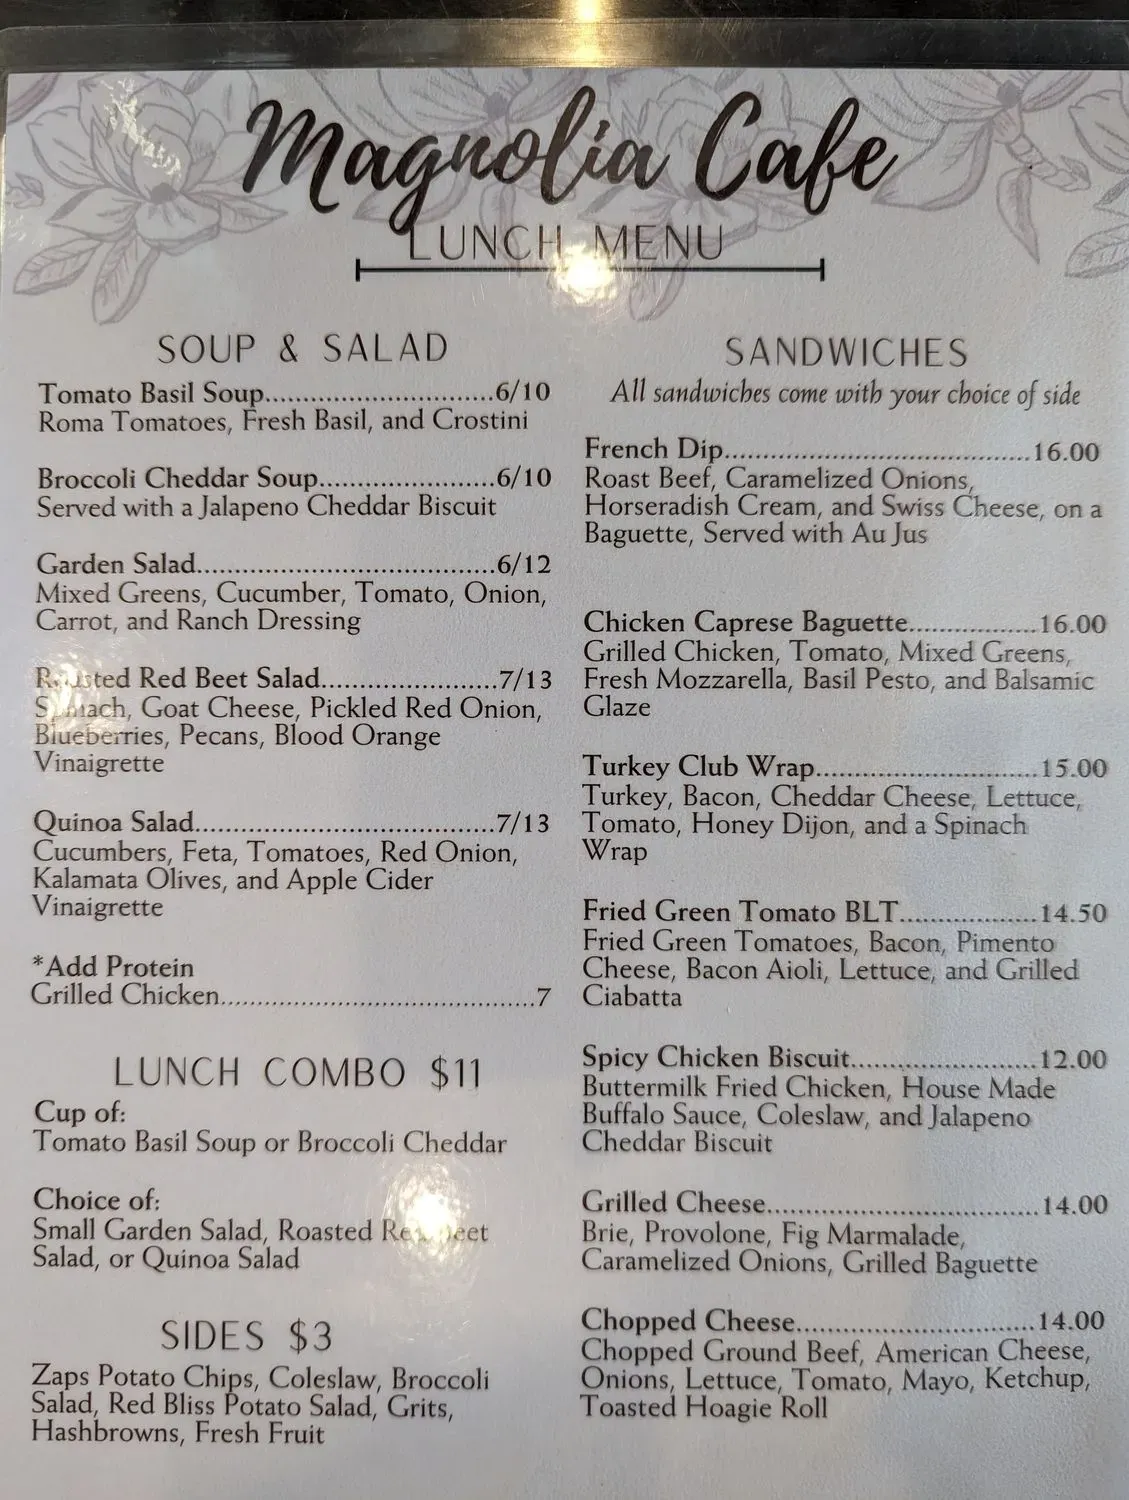 Magnolia Cafe
LUNCH MENU
SOUP & SALAD
Tomato Basil Soup..............................6/10
Roma Tomatoes, Fresh Basil, and Crostini
Broccoli Cheddar Soup.......................6/10
Served with a Jalapeno Cheddar Biscuit
Garden Salad.......................................6/12
Mixed Greens, Cucumber, Tomato, Onion,
Carrot, and Ranch Dressing
Roasted Red Beet Salad.......................7/13
Spinach, Goat Cheese, Pickled Red Onion,
Blueberries, Pecans, Blood Orange
Vinaigrette
Quinoa Salad.......................................7/13
Cucumbers, Feta, Tomatoes, Red Onion,
Kalamata Olives, and Apple Cider
Vinaigrette
*Add Protein
Grilled Chicken.........................................7
LUNCH COMBO $11
Cup of:
Tomato Basil Soup or Broccoli Cheddar
Choice of:
Small Garden Salad, Roasted Red Beet
Salad, or Quinoa Salad
SIDES $3
Zaps Potato Chips, Coleslaw, Broccoli
Salad, Red Bliss Potato Salad, Grits,
Hashbrowns, Fresh Fruit
SANDWICHES
All sandwiches come with your choice of side
French Dip........................................16.00
Roast Beef, Caramelized Onions,
Horseradish Cream, and Swiss Cheese, on a
Baguette, Served with Au Jus
Chicken Caprese Baguette.................16.00
Grilled Chicken, Tomato, Mixed Greens,
Fresh Mozzarella, Basil Pesto, and Balsamic
Glaze
Turkey Club Wrap.............................15.00
Turkey, Bacon, Cheddar Cheese, Lettuce,
Tomato, Honey Dijon, and a Spinach
Wrap
Fried Green Tomato BLT..................14.50
Fried Green Tomatoes, Bacon, Pimento
Cheese, Bacon Aioli, Lettuce, and Grilled
Ciabatta
Spicy Chicken Biscuit.........................12.00
Buttermilk Fried Chicken, House Made
Buffalo Sauce, Coleslaw, and Jalapeno
Cheddar Biscuit
Grilled Cheese....................................14.00
Brie, Provolone, Fig Marmalade,
Caramelized Onions, Grilled Baguette
Chopped Cheese................................14.00
Chopped Ground Beef, American Cheese,
Onions, Lettuce, Tomato, Mayo, Ketchup,
Toasted Hoagie Roll